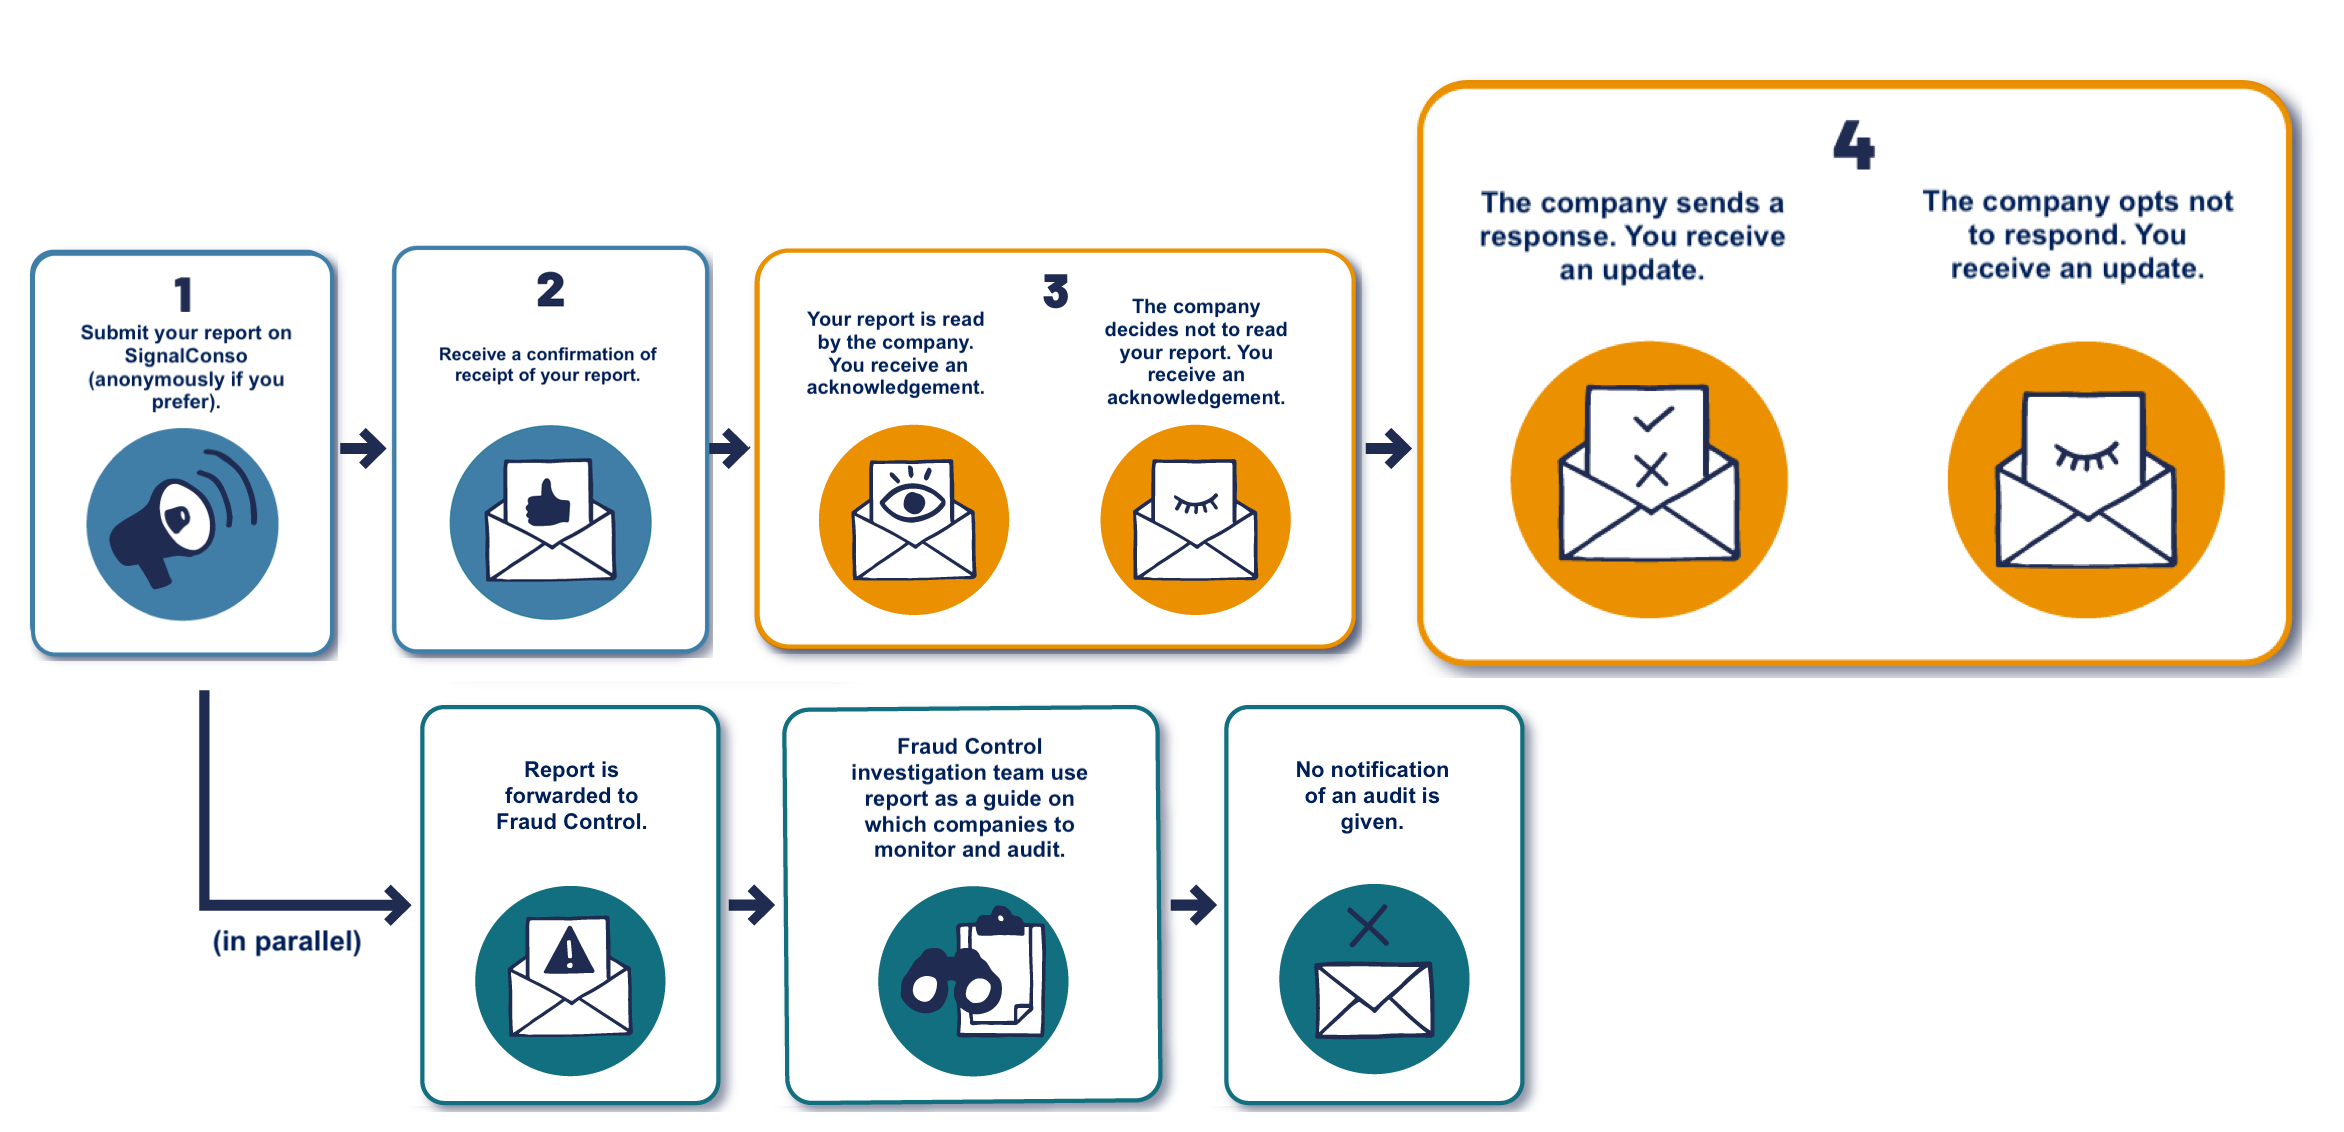 1
Submit your report on
SignalConso
(anonymously if you
prefer).
2
Receive a confirmation of
receipt of your report.
3
Your report is read
by the company.
You receive an
acknowledgement.
The company
decides not to read
your report. You
receive an
acknowledgement.
4
The company sends a
response. You receive
an update.
The company opts not
to respond. You
receive an update.
(in parallel)
Report is
forwarded to
Fraud Control.
Fraud Control
investigation team use
report as a guide on
which companies to
monitor and audit.
No notification
of an audit is
given.